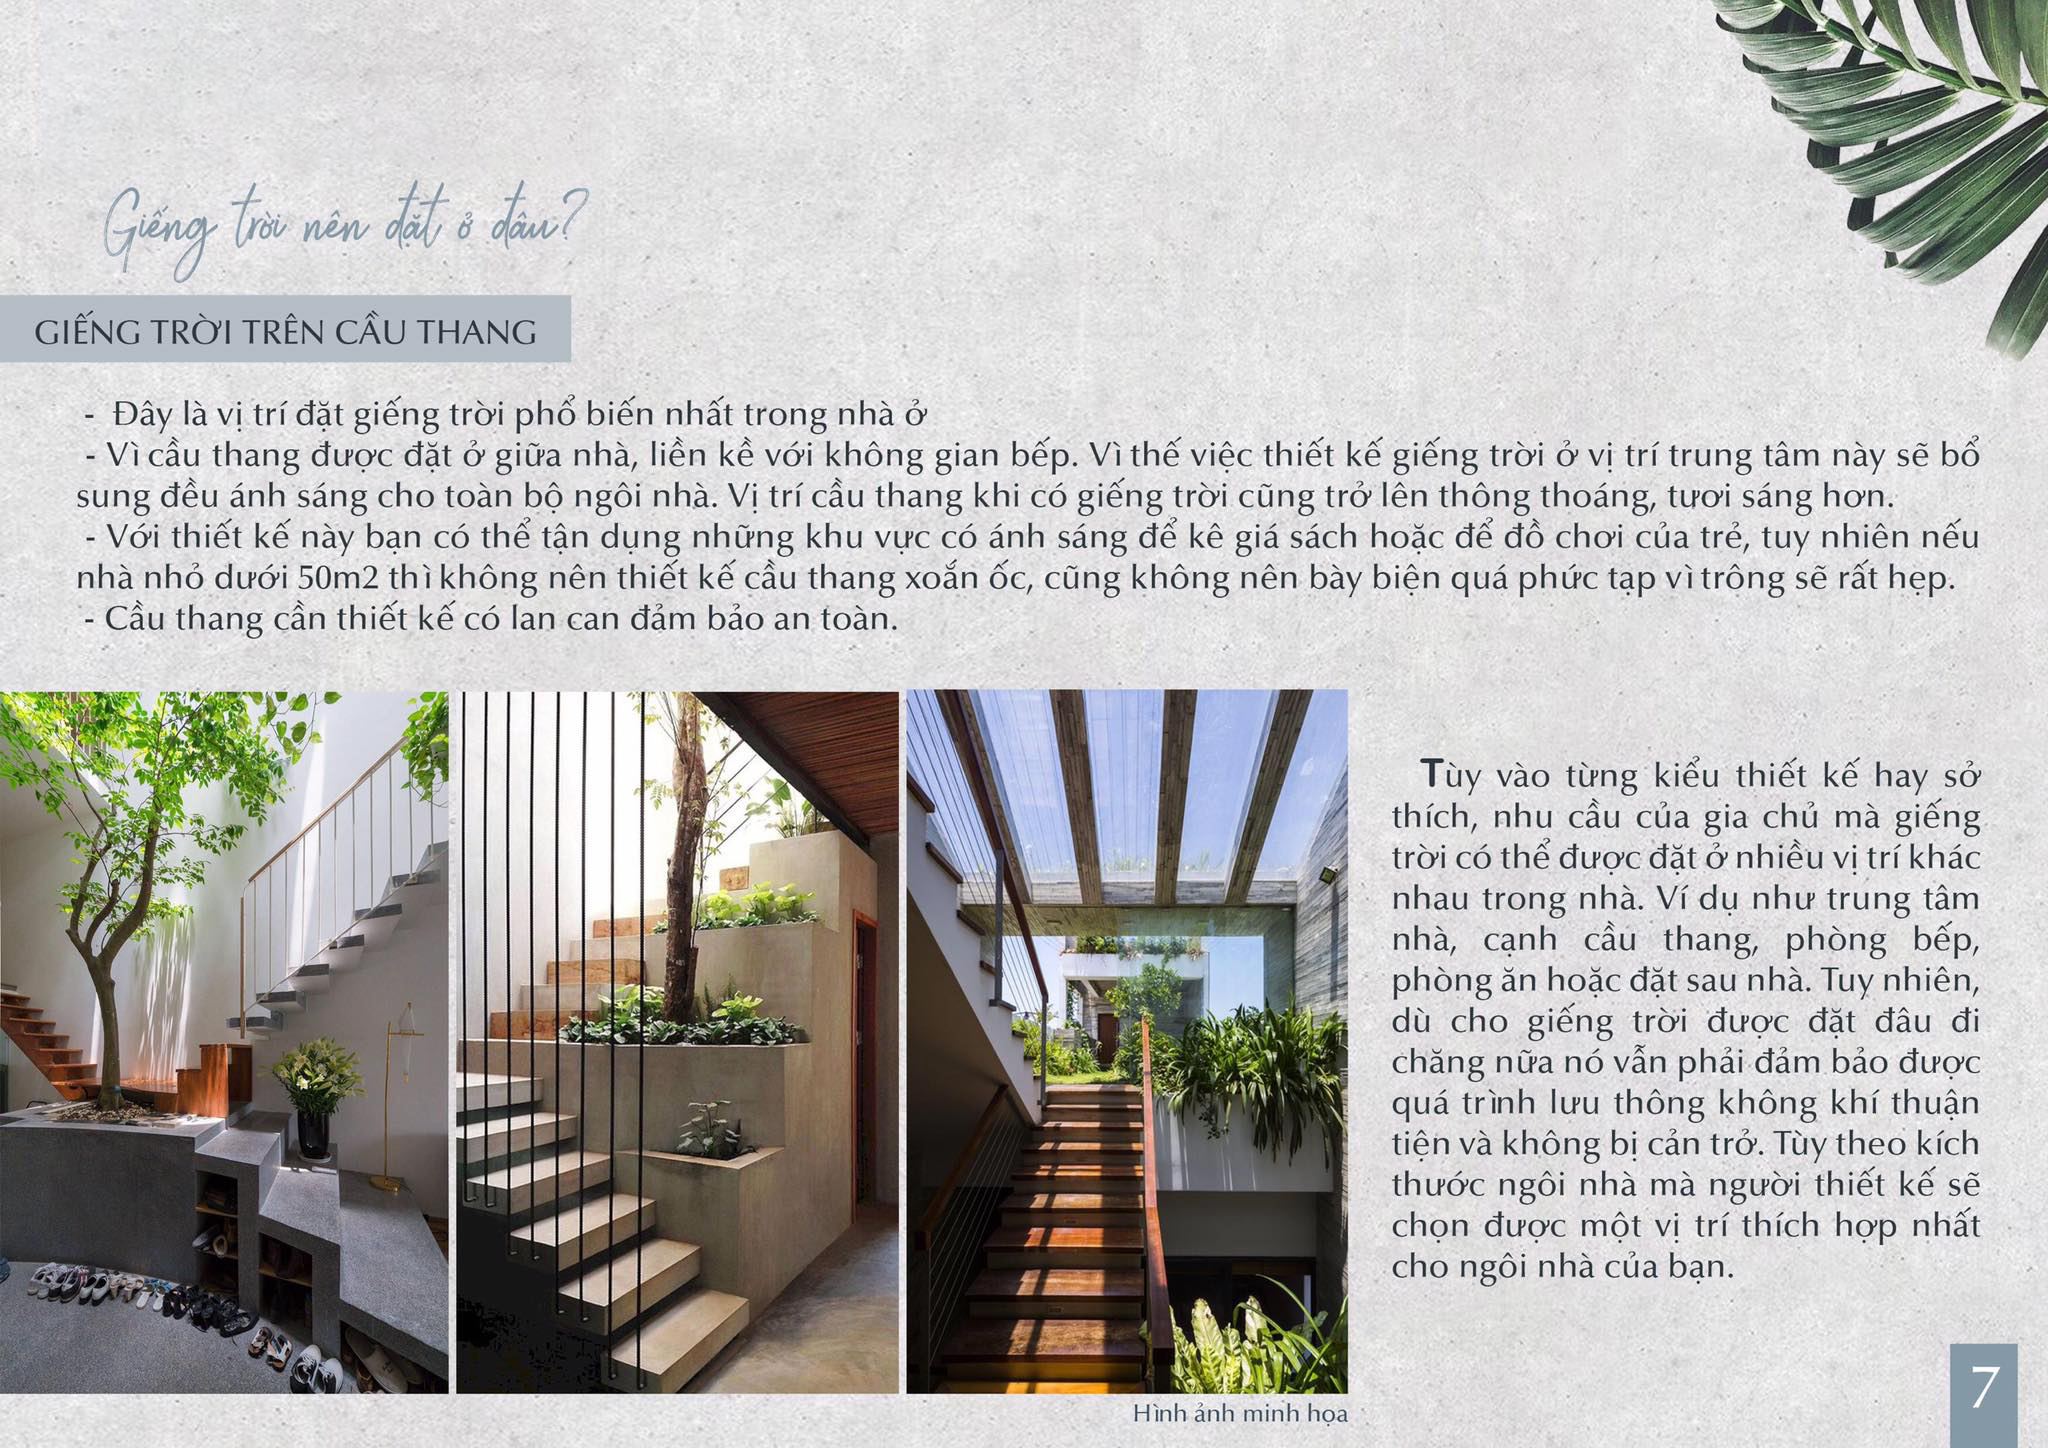 Giếng trời nên đặt ở đâu?
GIẾNG TRỜI TRÊN CẦU THANG
- Đây là vị trí đặt giếng trời phổ biến nhất trong nhà ở
- Vì cầu thang được đặt ở giữa nhà, liền kề với không gian bếp. Vì thế việc thiết kế giếng trời ở vị trí trung tâm này sẽ bổ
sung đều ánh sáng cho toàn bộ ngôi nhà. Vị trí cầu thang khi có giếng trời cũng trở lên thông thoáng, tươi sáng hơn.
- Với thiết kế này bạn có thể tận dụng những khu vực có ánh sáng để kê giá sách hoặc để đồ chơi của trẻ, tuy nhiên nếu
nhà nhỏ dưới 50m2 thì không nên thiết kế cầu thang xoắn ốc, cũng không nên bày biện quá phức tạp vì trông sẽ rất hẹp.
- Cầu thang cần thiết kế có lan can đảm bảo an toàn.
Tùy vào từng kiểu thiết kế hay sở
thích, nhu cầu của gia chủ mà giếng
trời có thể được đặt ở nhiều vị trí khác
nhau trong nhà. Ví dụ như trung tâm
nhà, cạnh cầu thang, phòng bếp,
phòng ăn hoặc đặt sau nhà. Tuy nhiên,
dù cho giếng trời được đặt đâu đi
chăng nữa nó vẫn phải đảm bảo được
quá trình lưu thông không khí thuận
tiện và không bị cản trở. Tùy theo kích
thước ngôi nhà mà người thiết kế sẽ
chọn được một vị trí thích hợp nhất
cho ngôi nhà của bạn.
Hình ảnh minh họa
7